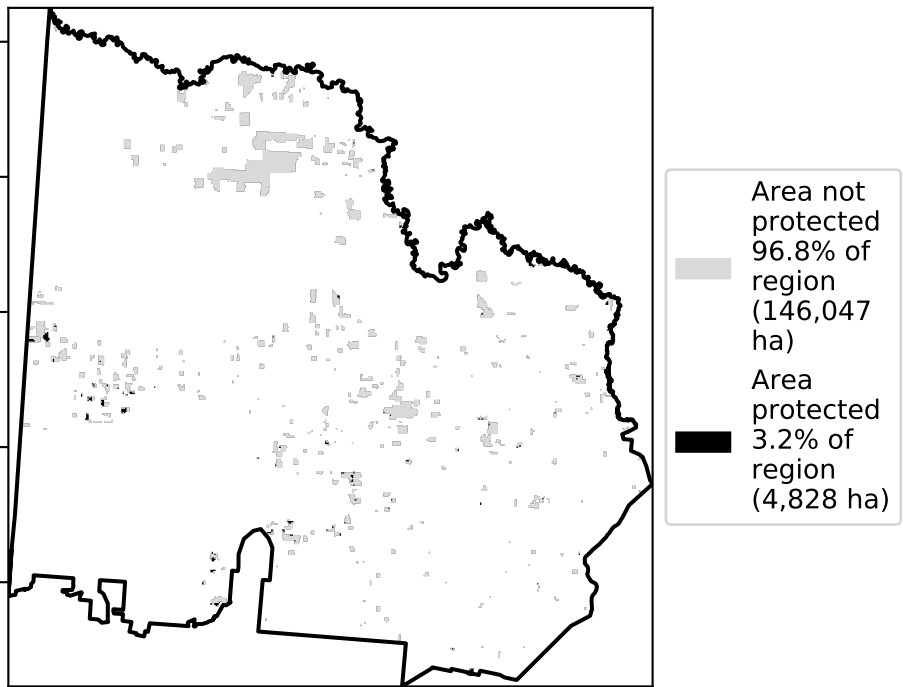 Area not
protected
96.8% of
region
(146,047
ha)
Area
protected
3.2% of
region
(4,828 ha)